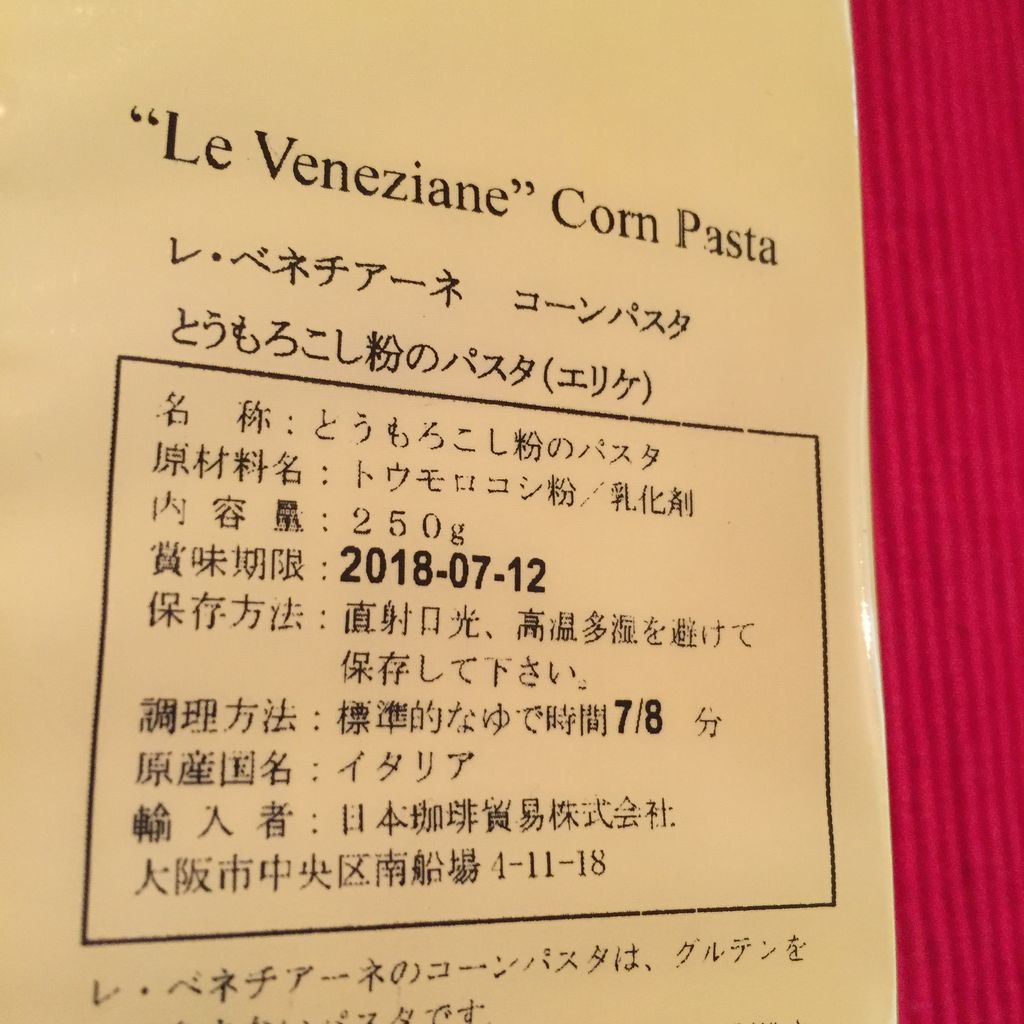 “Le Veneziane” Corn Pasta
レ・ベネチアーネ　コーンパスタ
とうもろこし粉のパスタ(エリケ)
名　称：とうもろこし粉のパスタ
原材料名：トウモロコシ粉／乳化剤
内 容 量：２５０g
賞味期限：2018-07-12
保存方法：直射日光、高温多湿を避けて
保存して下さい。
調理方法：標準的なゆで時間7/8　分
原産国名：イタリア
輸 入 者：日本珈琲貿易株式会社
大阪市中央区南船場 4-11-18
レ・ベネチアーネのコーンパスタは、グルテンを
パスタです